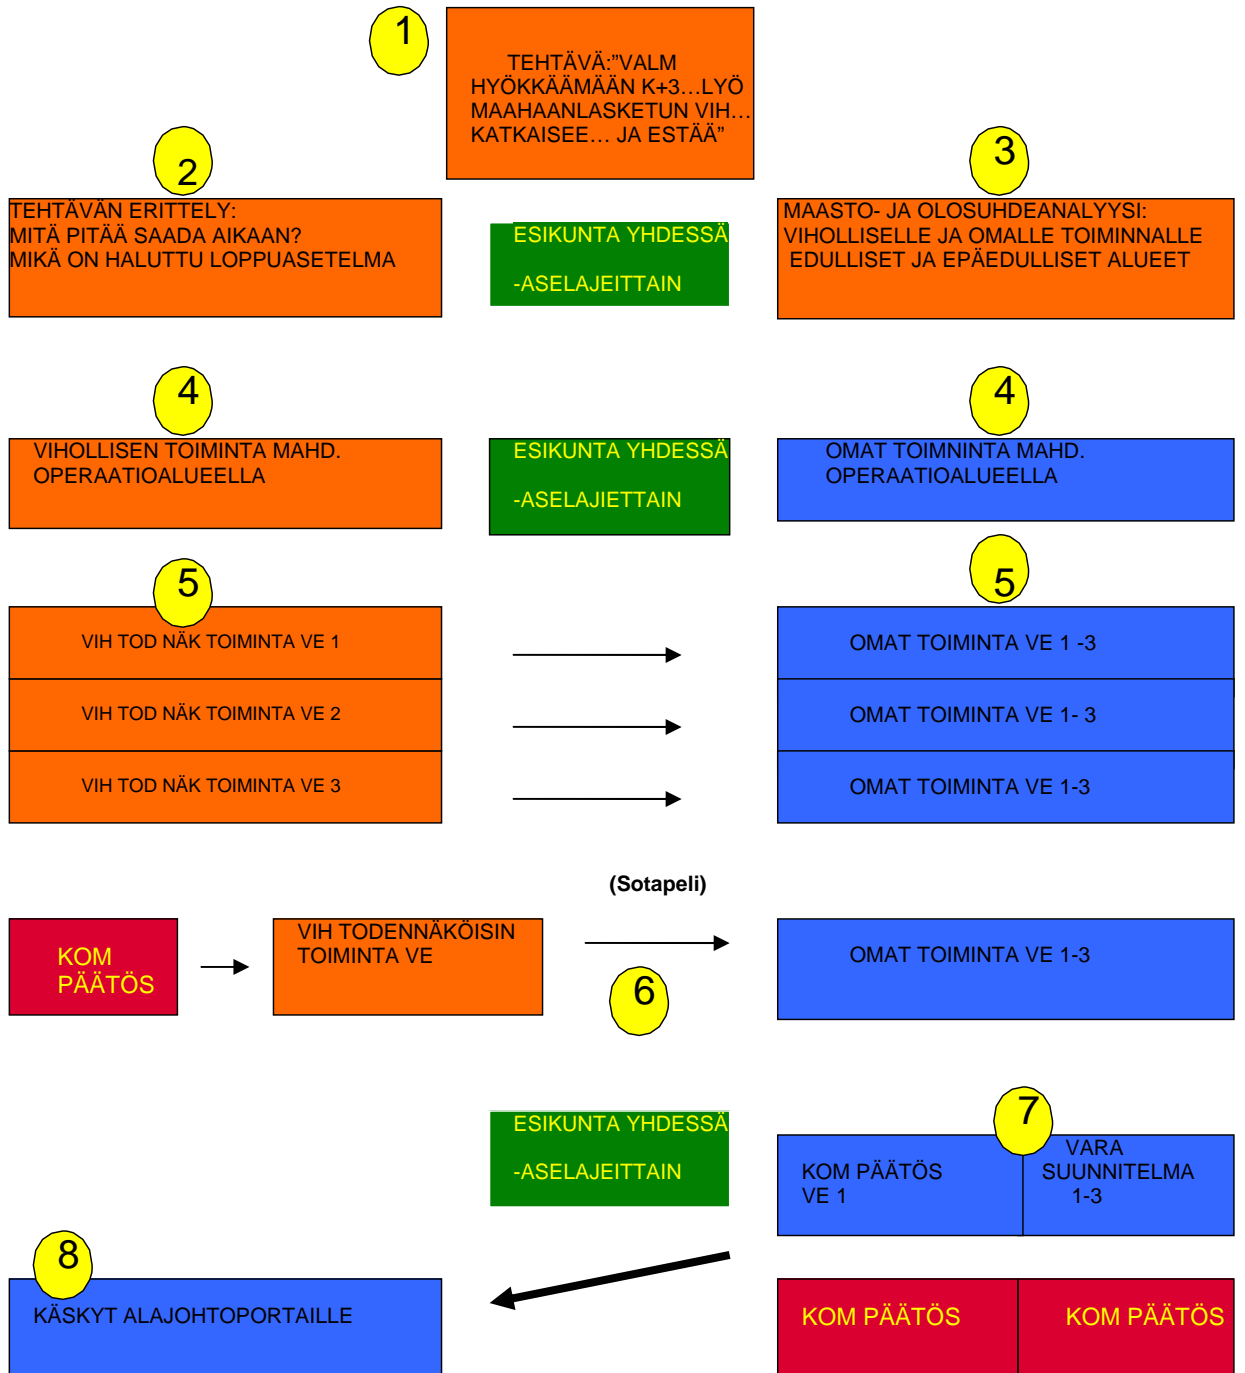 1
TEHTÄVÄ:”VALM
HYÖKKÄÄMÄÄN K+3…LYÖ
MAAHAANLASKETUN VIH…
KATKAISEE… JA ESTÄÄ”
2
TEHTÄVÄN ERITTELY:
MITÄ PITÄÄ SAADA AIKAAN?
MIKÄ ON HALUTTU LOPPUASETELMA
ESIKUNTA YHDESSÄ
-ASELAJEITTAIN
3
MAASTO- JA OLOSUHDEANALYYSI:
VIHOLLISELLE JA OMALLE TOIMINNALLE
EDULLISET JA EPÄEDULLISET ALUEET
4
VIHOLLISEN TOIMINTA MAHD.
OPERAATIOALUEELLA
ESIKUNTA YHDESSÄ
-ASELAJIETTAIN
4
OMAT TOIMNINTA MAHD.
OPERAATIOALUEELLA
5
5
VIH TOD NÄK TOIMINTA VE 1
OMAT TOIMINTA VE 1 -3
VIH TOD NÄK TOIMINTA VE 2
OMAT TOIMINTA VE 1- 3
VIH TOD NÄK TOIMINTA VE 3
OMAT TOIMINTA VE 1-3
(Sotapeli)
KOM
PÄÄTÖS
VIH TODENNÄKÖISIN
TOIMINTA VE
6
OMAT TOIMINTA VE 1-3
ESIKUNTA YHDESSÄ
-ASELAJEITTAIN
7
KOM PÄÄTÖS
VE 1
VARA
SUUNNITELMA
1-3
8
KÄSKYT ALAJOHTOPORTAILLE
KOM PÄÄTÖS
KOM PÄÄTÖS